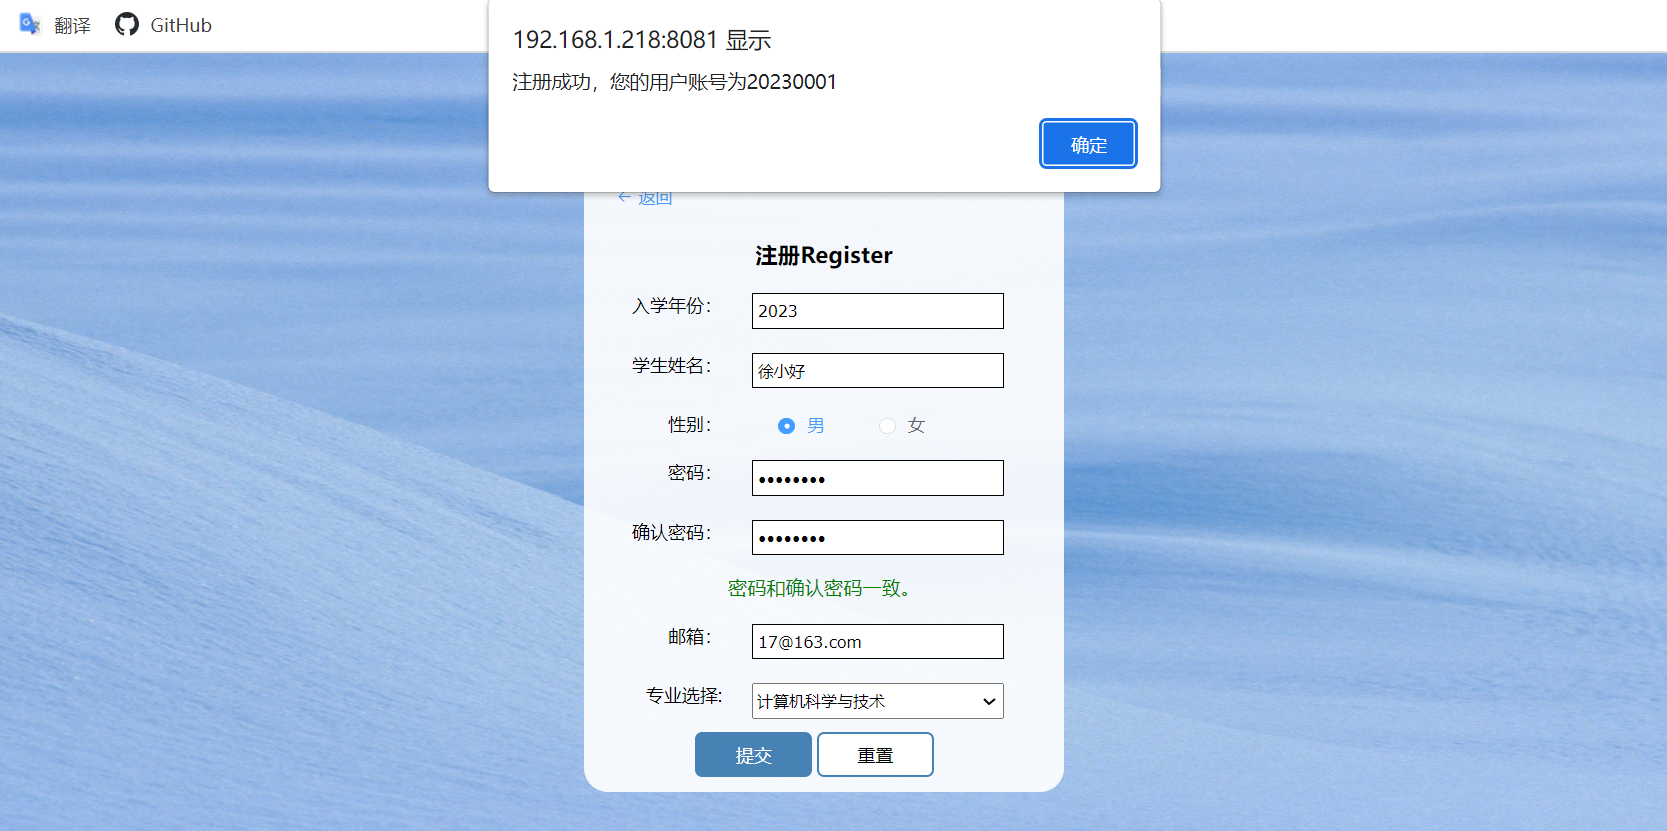 翻译 GitHub
192.168.1.218:8081 显示
注册成功，您的用户账号为20230001
确定
← 返回
注册Register
入学年份： 2023
学生姓名： 徐小好
性别： 男 女
密码： ••••••••
确认密码： ••••••••
密码和确认密码一致。
邮箱： 17@163.com
专业选择: 计算机科学与技术
提交 重置